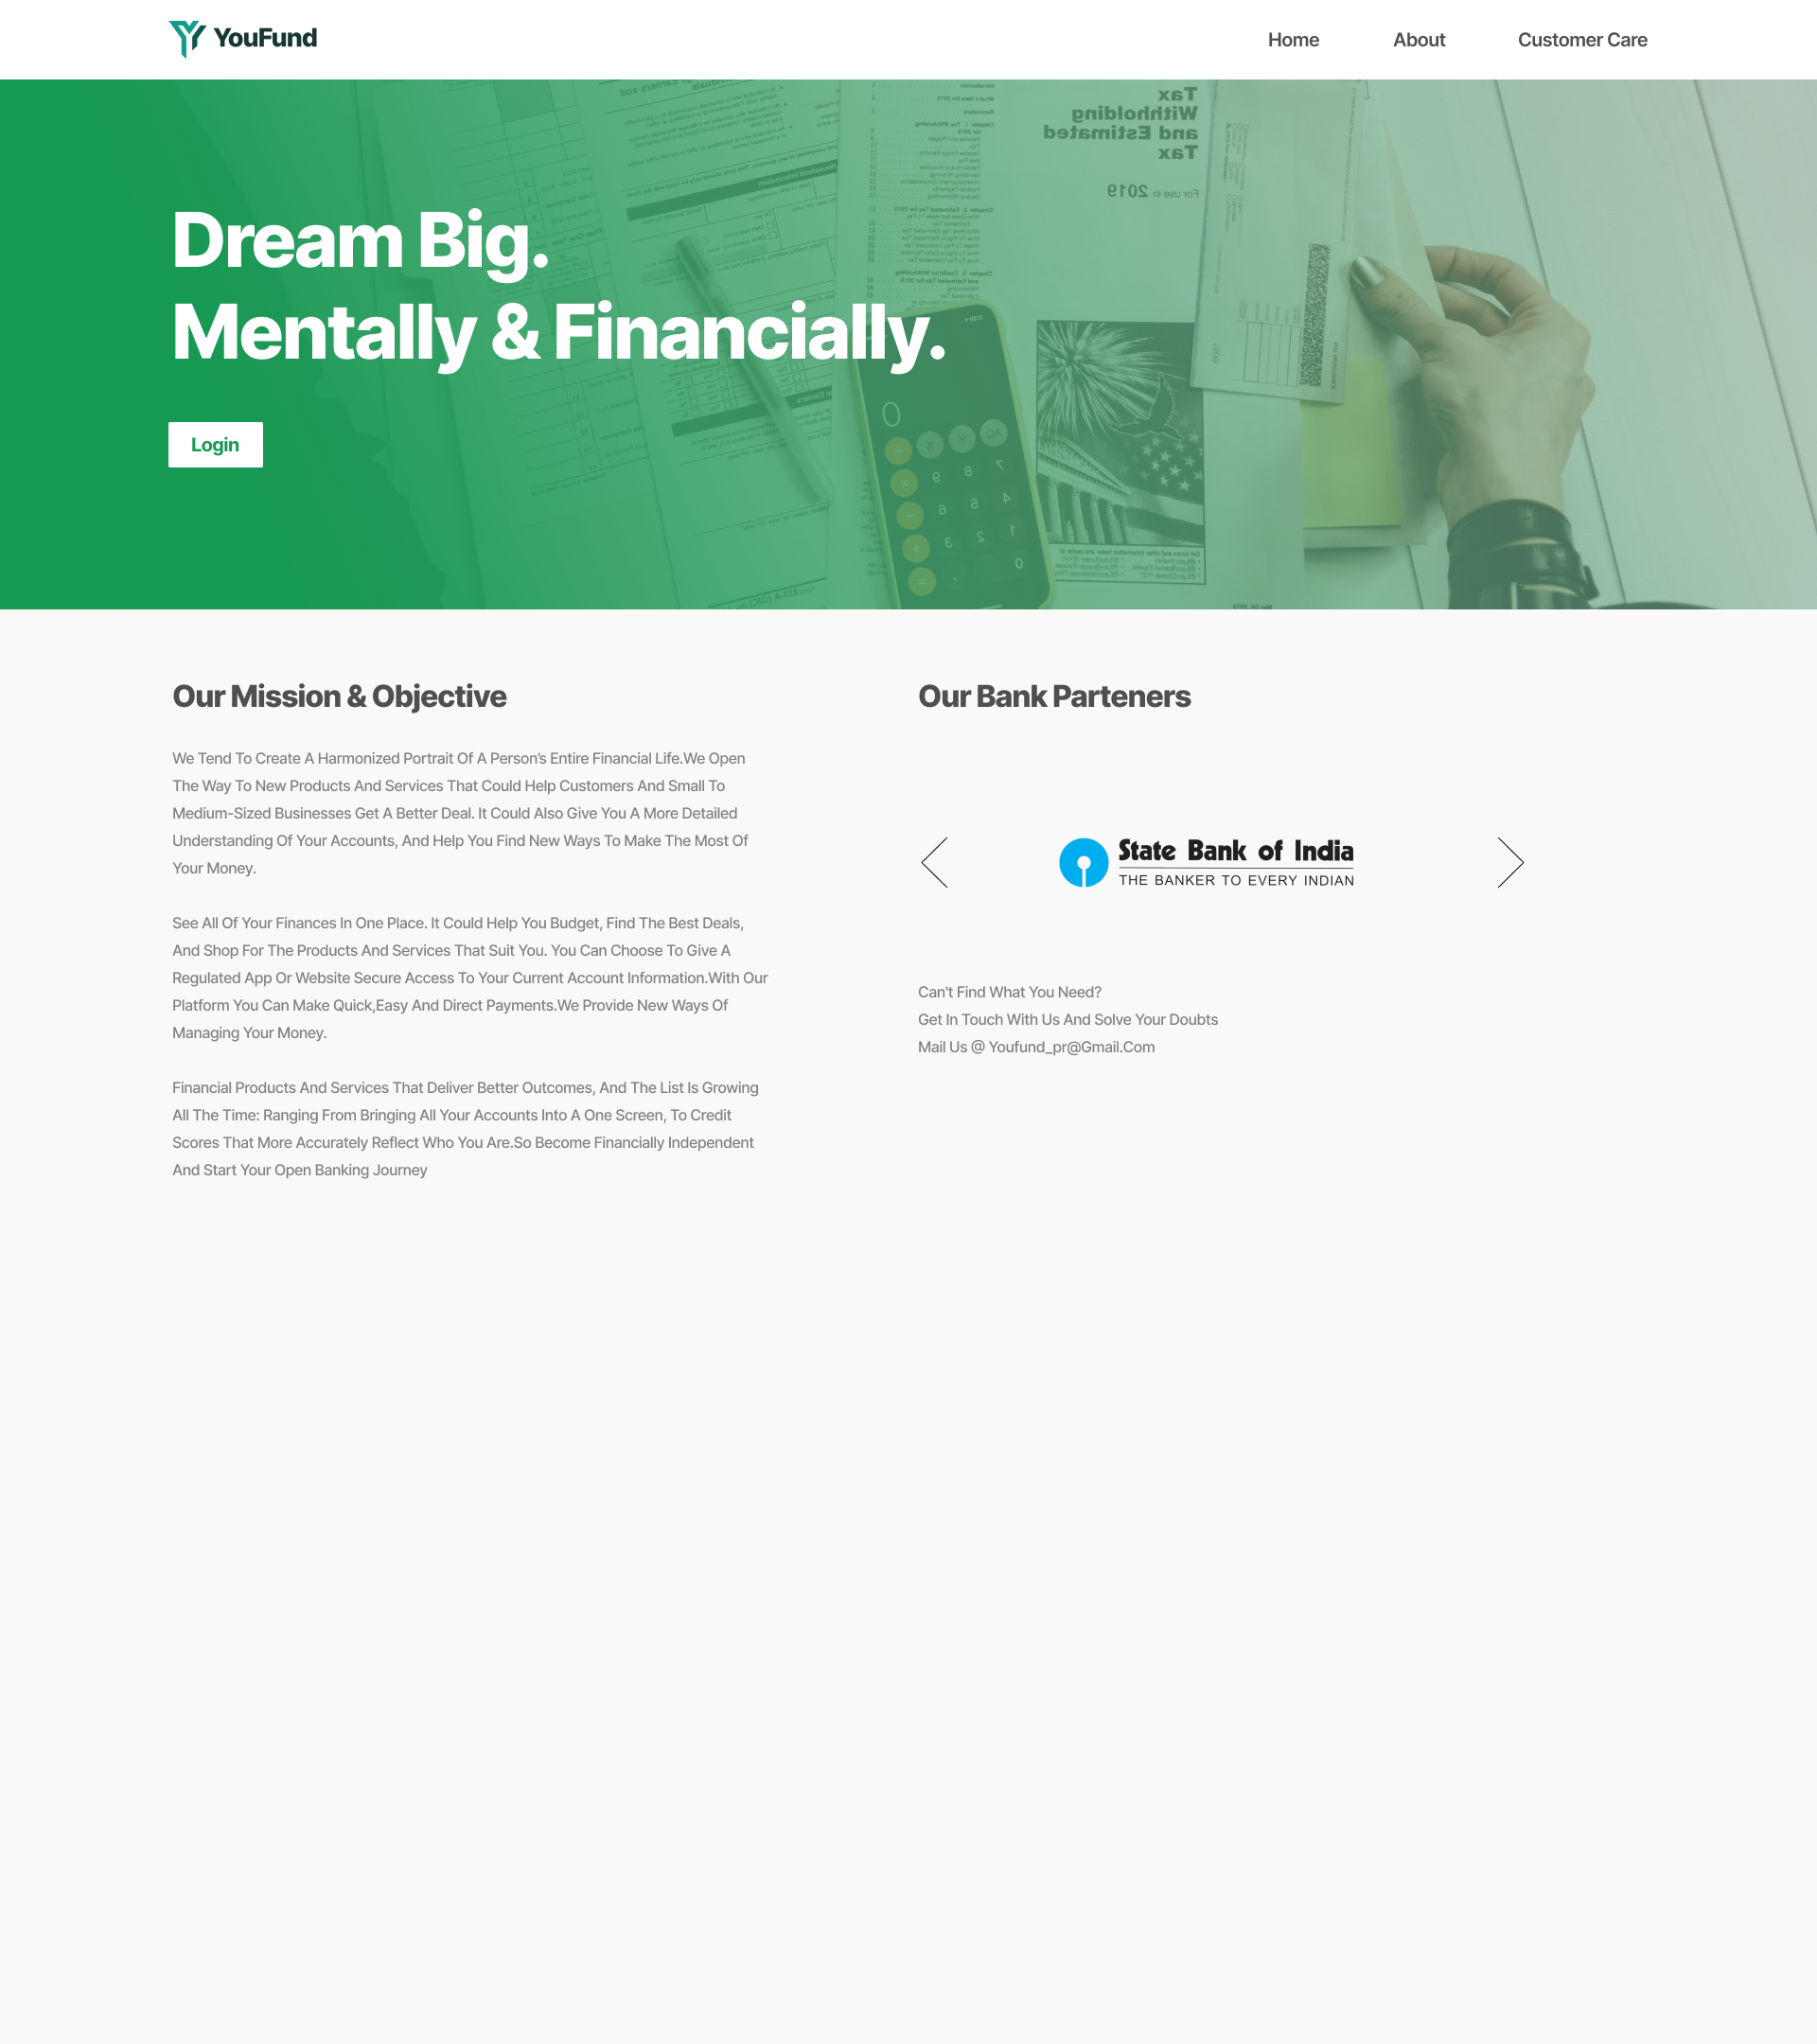 YouFund
Home About Customer Care
Tax
Withholding
and Estimated
Tax
For use in 2019
Dream Big.
Mentally & Financially.
Login
Our Mission & Objective
We Tend To Create A Harmonized Portrait Of A Person's Entire Financial Life.We Open
The Way To New Products And Services That Could Help Customers And Small To
Medium-Sized Businesses Get A Better Deal. It Could Also Give You A More Detailed
Understanding Of Your Accounts, And Help You Find New Ways To Make The Most Of
Your Money.
See All Of Your Finances In One Place. It Could Help You Budget, Find The Best Deals,
And Shop For The Products And Services That Suit You. You Can Choose To Give A
Regulated App Or Website Secure Access To Your Current Account Information.With Our
Platform You Can Make Quick,Easy And Direct Payments.We Provide New Ways Of
Managing Your Money.
Financial Products And Services That Deliver Better Outcomes, And The List Is Growing
All The Time: Ranging From Bringing All Your Accounts Into A One Screen, To Credit
Scores That More Accurately Reflect Who You Are.So Become Financially Independent
And Start Your Open Banking Journey
Our Bank Parteners
State Bank of India
THE BANKER TO EVERY INDIAN
Can't Find What You Need?
Get In Touch With Us And Solve Your Doubts
Mail Us @ Youfund_pr@Gmail.Com